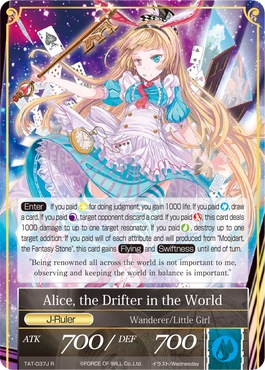 Enter If you paid for doing judgment, you gain 1000 life. If you paid , draw
a card. If you paid , target opponent discard a card. If you paid , this card deals
1000 damage to up to one target resonator. If you paid , destroy up to one
target addition. If you paid will of each attribute and will produced from "Moojdart,
the Fantasy Stone", this card gains Flying and Swiftness until end of turn.
"Being renowned all across the world is not important to me,
observing and keeping the world in balance is important."
Alice, the Drifter in the World
J-Ruler Wanderer/Little Girl
ATK 700 / DEF 700
TAT-037J R ©FORCE OF WILL Co.,Ltd. イラスト/Wednesday